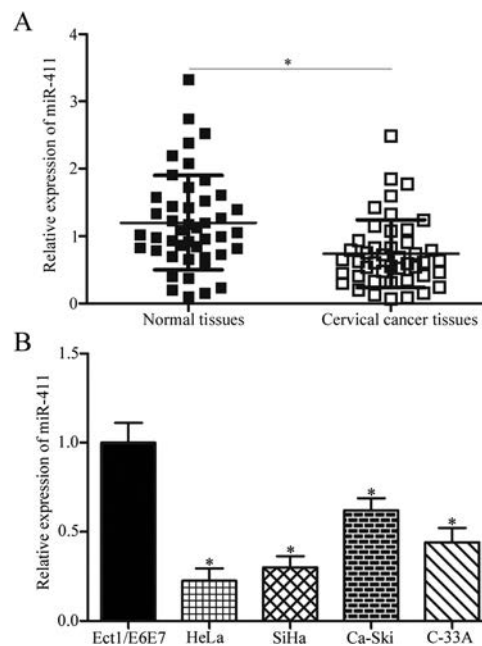 A
Relative expression of miR-411
4
3
2
1
0
*
Normal tissues
Cervical cancer tissues
B
Relative expression of miR-411
1.5
1.0
0.5
0.0
*
*
*
*
Ect1/E6E7
HeLa
SiHa
Ca-Ski
C-33A